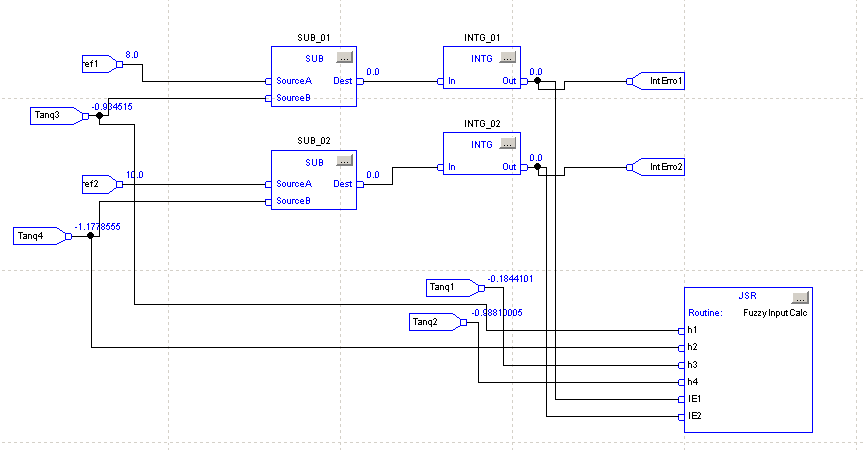 SUB_01
INTG_01
ref1
8.0
SUB
...
INTG
...
SourceA
Dest
0.0
In
Out
0.0
IntErro1
SourceB
Tanq3
-0.934515
SUB_02
INTG_02
SUB
...
INTG
...
ref2
10.0
SourceA
Dest
0.0
In
Out
0.0
IntErro2
SourceB
Tanq4
-1.1778555
Tanq1
-0.1844101
Tanq2
-0.98810005
JSR
...
Routine: Fuzzy Input Calc
h1
h2
h3
h4
IE1
IE2